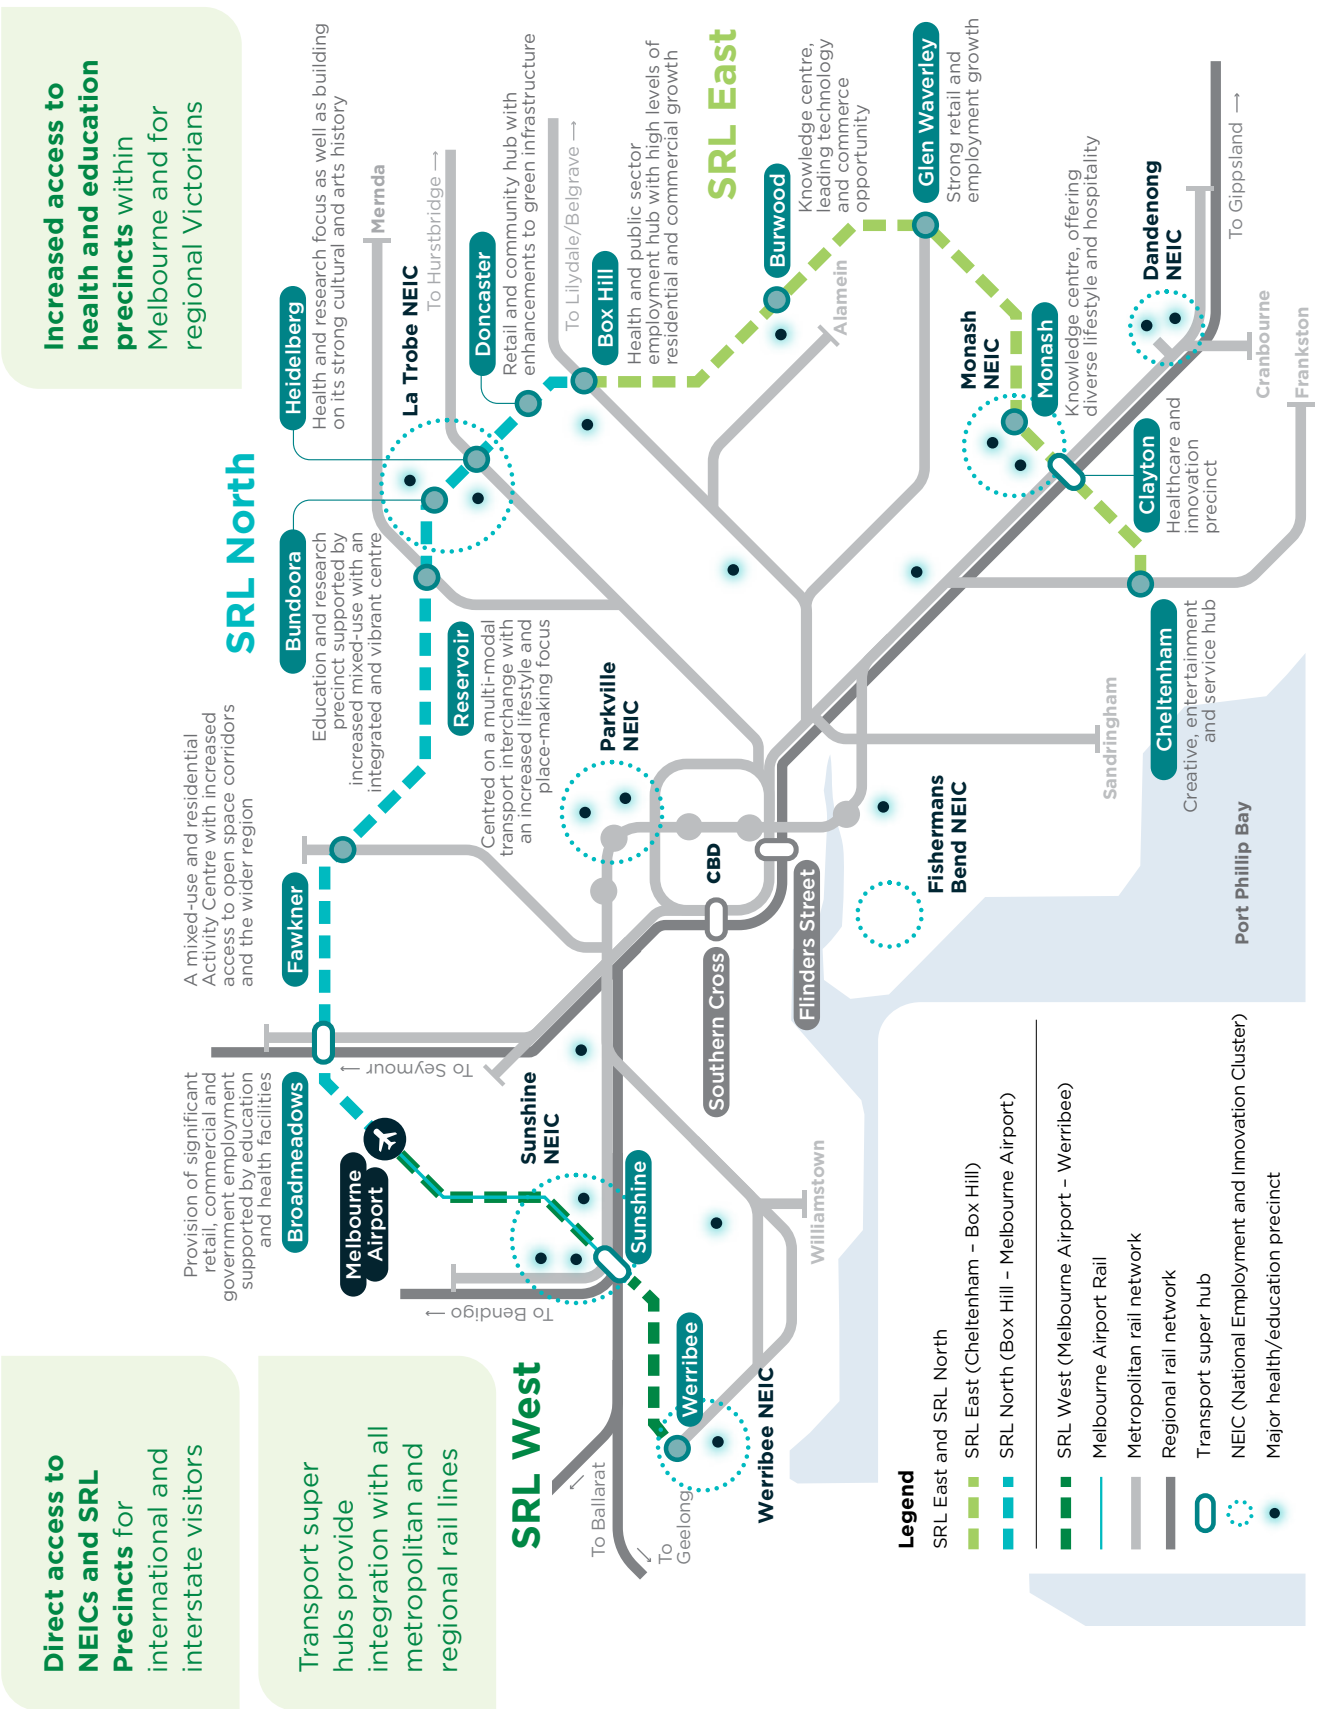 Direct access to
NEICs and SRL
Precincts for
international and
interstate visitors
Transport super
hubs provide
integration with all
metropolitan and
regional rail lines
Increased access to
health and education
precincts within
Melbourne and for
regional Victorians
SRL North
SRL East
SRL West
Provision of significant
retail, commercial and
government employment
supported by education
and health facilities
Broadmeadows
Melbourne
Airport
A mixed-use and residential
Activity Centre with increased
access to open space corridors
and the wider region
Fawkner
Bundoora
Education and research
precinct supported by
increased mixed-use with an
integrated and vibrant centre
Heidelberg
Health and research focus as well as building
on its strong cultural and arts history
Mernda
La Trobe NEIC
To Hurstbridge →
Reservoir
Centred on a multi-modal
transport interchange with
an increased lifestyle and
place-making focus
Doncaster
Retail and community hub with
enhancements to green infrastructure
To Lilydale/Belgrave →
Box Hill
Health and public sector
employment hub with high levels of
residential and commercial growth
To Seymour →
To Bendigo →
Sunshine
NEIC
Sunshine
Parkville
NEIC
CBD
Southern Cross
Flinders Street
Burwood
Knowledge centre,
leading technology
and commerce
opportunity
Alamein
Glen Waverley
Strong retail and
employment growth
Monash
NEIC
Monash
Knowledge centre, offering
diverse lifestyle and hospitality
Dandenong
NEIC
To Gippsland →
Cranbourne
Frankston
Clayton
Healthcare and
innovation
precinct
Cheltenham
Creative, entertainment
and service hub
Sandringham
Fishermans
Bend NEIC
Port Phillip Bay
Williamstown
Werribee
Werribee NEIC
To Ballarat
←
To
Geelong
←
Legend
SRL East and SRL North
SRL East (Cheltenham – Box Hill)
SRL North (Box Hill – Melbourne Airport)
SRL West (Melbourne Airport – Werribee)
Melbourne Airport Rail
Metropolitan rail network
Regional rail network
Transport super hub
NEIC (National Employment and Innovation Cluster)
Major health/education precinct